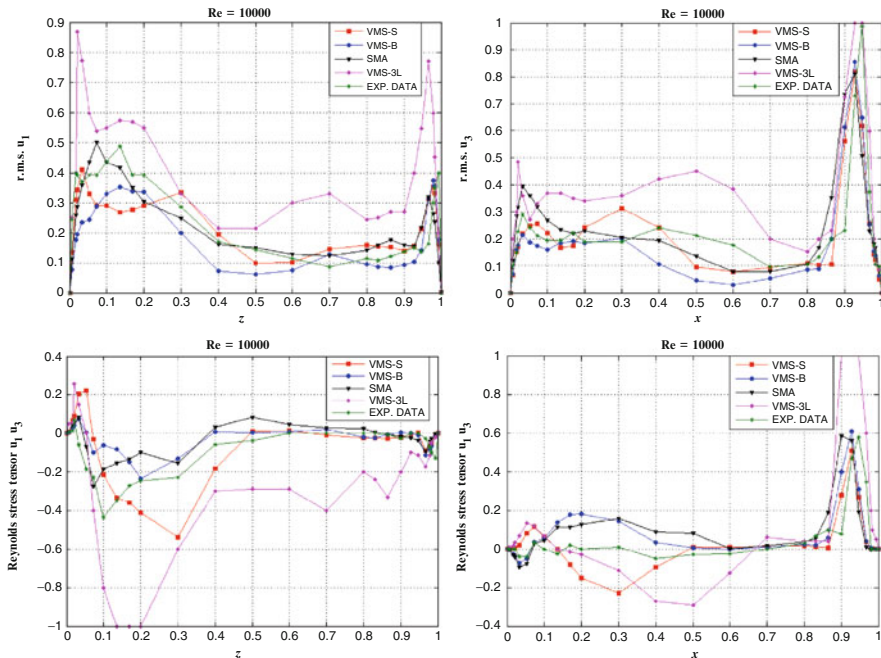 Re = 10000
r.m.s. u1
0.9
0.8
0.7
0.6
0.5
0.4
0.3
0.2
0.1
0
VMS-S
VMS-B
SMA
VMS-3L
EXP. DATA
0 0.1 0.2 0.3 0.4 0.5 0.6 0.7 0.8 0.9 1
z
Re = 10000
r.m.s. u3
1
0.9
0.8
0.7
0.6
0.5
0.4
0.3
0.2
0.1
0
VMS-S
VMS-B
SMA
VMS-3L
EXP. DATA
0 0.1 0.2 0.3 0.4 0.5 0.6 0.7 0.8 0.9 1
x
Re = 10000
Reynolds stress tensor u1 u3
0.4
0.2
0
−0.2
−0.4
−0.6
−0.8
−1
VMS-S
VMS-B
SMA
VMS-3L
EXP. DATA
0 0.1 0.2 0.3 0.4 0.5 0.6 0.7 0.8 0.9 1
z
Re = 10000
Reynolds stress tensor u1 u3
1
0.8
0.6
0.4
0.2
0
−0.2
−0.4
VMS-S
VMS-B
SMA
VMS-3L
EXP. DATA
0 0.1 0.2 0.3 0.4 0.5 0.6 0.7 0.8 0.9 1
x